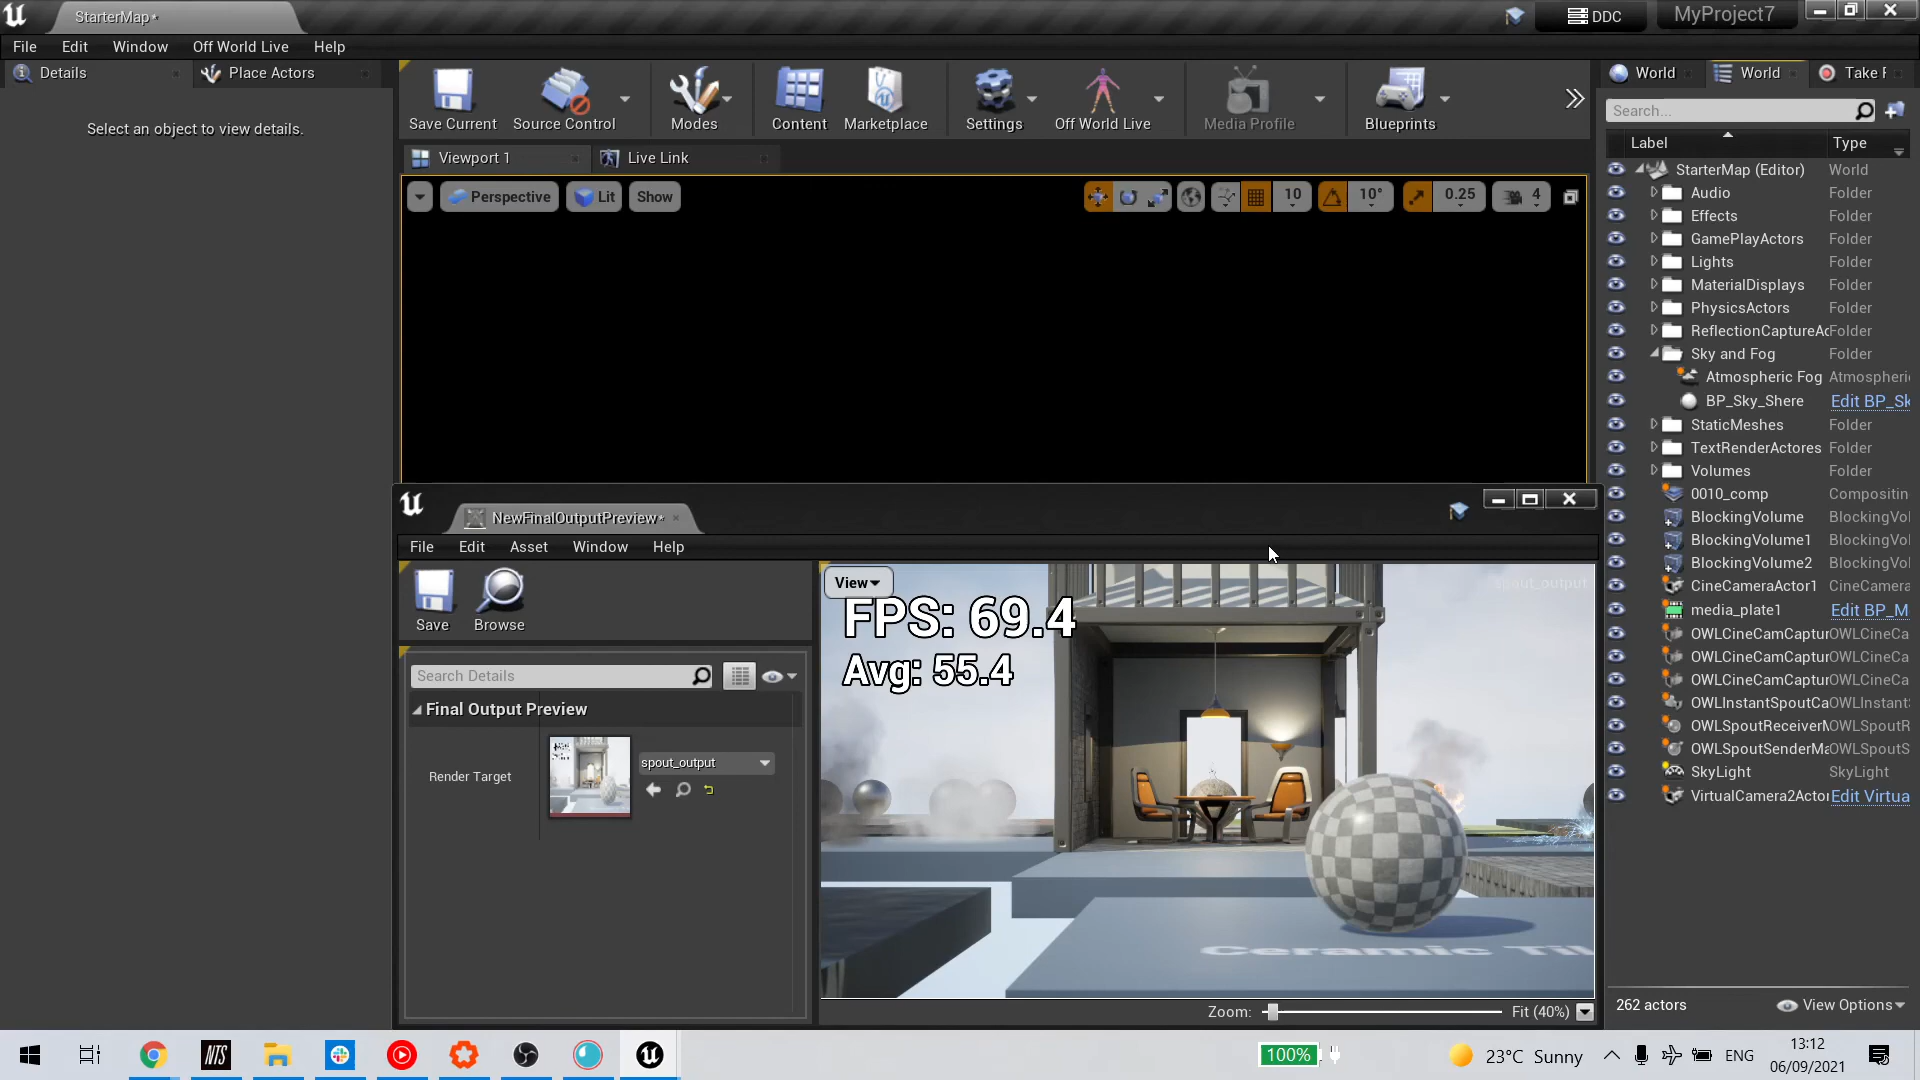 StarterMap*
DDC
MyProject7
File Edit Window Off World Live Help
Details
Place Actors
Select an object to view details.
Save Current
Source Control
Modes
Content
Marketplace
Settings
Off World Live
Media Profile
Blueprints
Viewport 1
Live Link
Perspective
Lit
Show
10
10°
0.25
4
World
World
Take
Search...
Label Type
StarterMap (Editor) World
Audio Folder
Effects Folder
GamePlayActors Folder
Lights Folder
MaterialDisplays Folder
PhysicsActors Folder
ReflectionCaptureAc Folder
Sky and Fog Folder
Atmospheric Fog Atmospheri
BP_Sky_Shere Edit BP_Sk
StaticMeshes Folder
TextRenderActores Folder
Volumes Folder
0010_comp Compositin
BlockingVolume BlockingVol
BlockingVolume1 BlockingVol
BlockingVolume2 BlockingVol
CineCameraActor1 CineCamera
media_plate1 Edit BP_M
OWLCineCamCaptur OWLCineCa
OWLCineCamCaptur OWLCineCa
OWLCineCamCaptur OWLCineCa
OWLInstantSpoutCa OWLInstant
OWLSpoutReceiverM OWLSpoutR
OWLSpoutSenderMa OWLSpoutS
SkyLight SkyLight
VirtualCamera2Actor Edit Virtua
262 actors
View Options
NewFinalOutputPreview*
File Edit Asset Window Help
Save
Browse
Search Details
Final Output Preview
Render Target
spout_output
View
spout_output
FPS: 69.4
Avg: 55.4
Ceramic Til
Zoom:
Fit (40%)
NTS
100%
23°C Sunny
ENG
13:12
06/09/2021